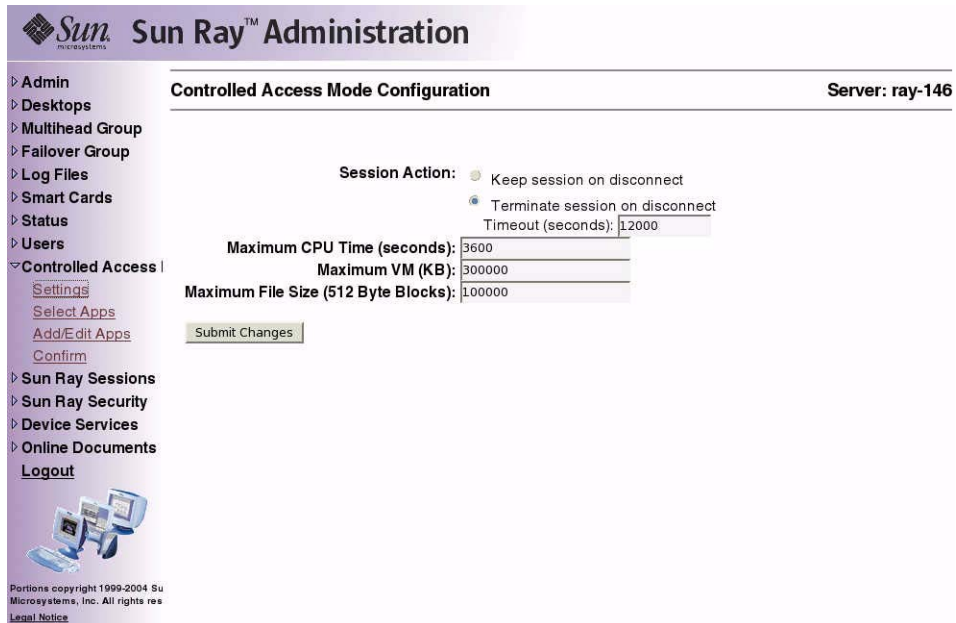 Sun microsystems Sun Ray™ Administration
Admin
Desktops
Multihead Group
Failover Group
Log Files
Smart Cards
Status
Users
Controlled Access
Settings
Select Apps
Add/Edit Apps
Confirm
Sun Ray Sessions
Sun Ray Security
Device Services
Online Documents
Logout
Portions copyright 1999-2004 Su
Microsystems, Inc. All rights res
Legal Notice
Controlled Access Mode Configuration Server: ray-146
Session Action: Keep session on disconnect
Terminate session on disconnect
Timeout (seconds): 12000
Maximum CPU Time (seconds): 3600
Maximum VM (KB): 300000
Maximum File Size (512 Byte Blocks): 100000
Submit Changes